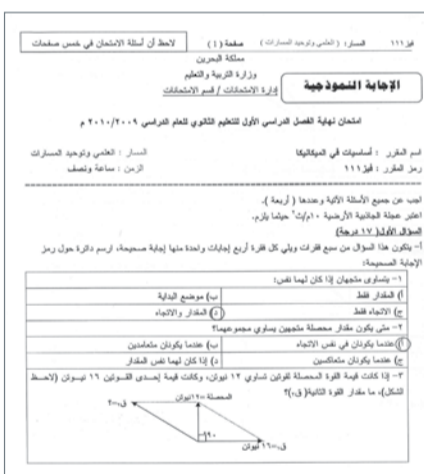 لاحظ أن أسئلة الامتحان في خمس صفحات
صفحة ( ١ )
المسار: ( العلمي وتوحيد المسارات )
فيز ١١١
مملكة البحرين
وزارة التربية والتعليم
إدارة الامتحانات / قسم الامتحانات
الإجابة النموذجية
امتحان نهاية الفصل الدراسي الأول للتعليم الثانوي للعام الدراسي ٢٠١٠/٢٠٠٩ م
اسم المقرر : أساسيات في الميكانيكا
المسار : العلمي وتوحيد المسارات
رمز المقرر : فيز ١١١
الزمن : ساعة ونصف
اجب عن جميع الأسئلة الآتية وعددها ( أربعة ).
اعتبر عجلة الجاذبية الأرضية ١٠م/ث٢ حيثما يلزم.
السؤال الأول( ١٧ درجة)
أ- يتكون هذا السؤال من سبع فقرات ويلي كل فقرة أربع إجابات واحدة منها إجابة صحيحة، ارسم دائرة حول رمز
الإجابة الصحيحة:
١- يتساوى متجهان إذا كان لهما نفس:
أ) المقدار فقط
ب) موضع البداية
ج) الاتجاه فقط
د) المقدار والاتجاه
٢- متى يكون مقدار محصلة متجهين يساوي مجموعهما؟
أ) عندما يكونان في نفس الاتجاه
ب) عندما يكونان متعامدين
ج) عندما يكونان متعاكسين
د) إذا كان لهما نفس المقدار
٣- إذا كانت قيمة القوة المحصلة لقوتين تساوي ١٢ نيوتن، وكانت قيمة إحدى القوتين ١٦ نيوتن (لاحظ
الشكل)، ما مقدار القوة الثانية( ق٢)؟
المحصلة =١٢نيوتن
ق٢=؟
٩٠°
ق١=١٦ نيوتن